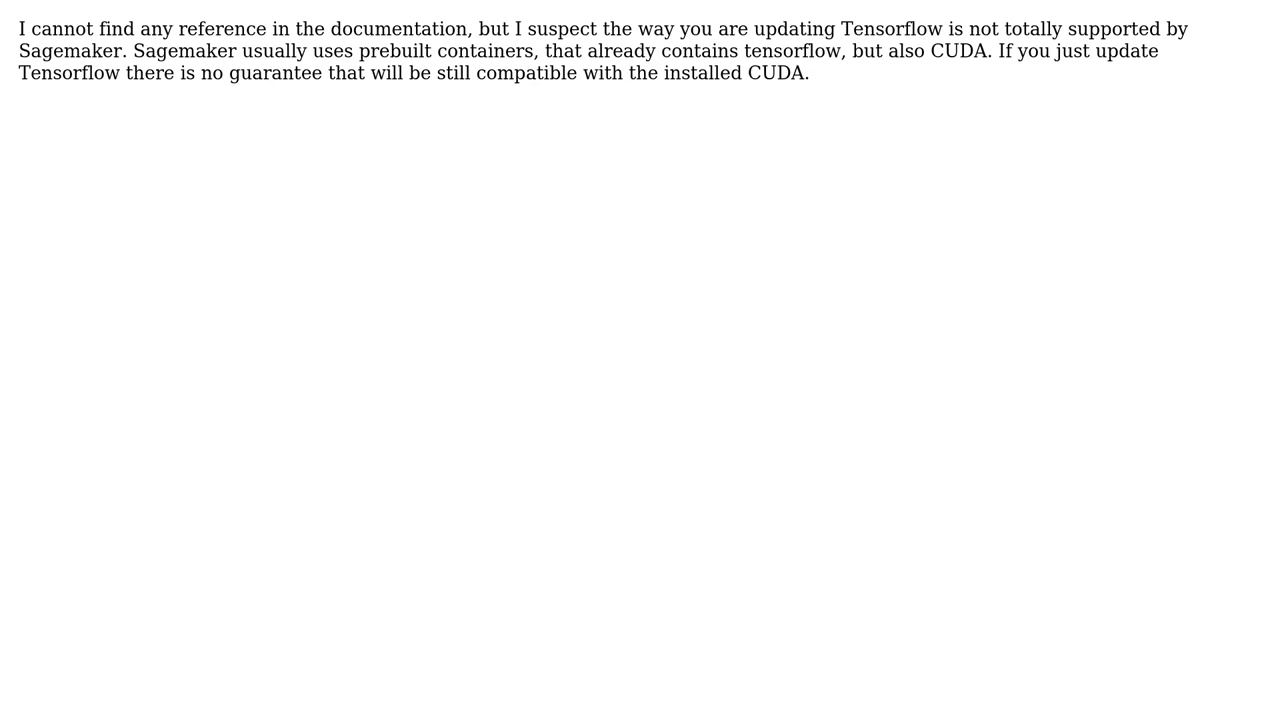 I cannot find any reference in the documentation, but I suspect the way you are updating Tensorflow is not totally supported by
Sagemaker. Sagemaker usually uses prebuilt containers, that already contains tensorflow, but also CUDA. If you just update
Tensorflow there is no guarantee that will be still compatible with the installed CUDA.